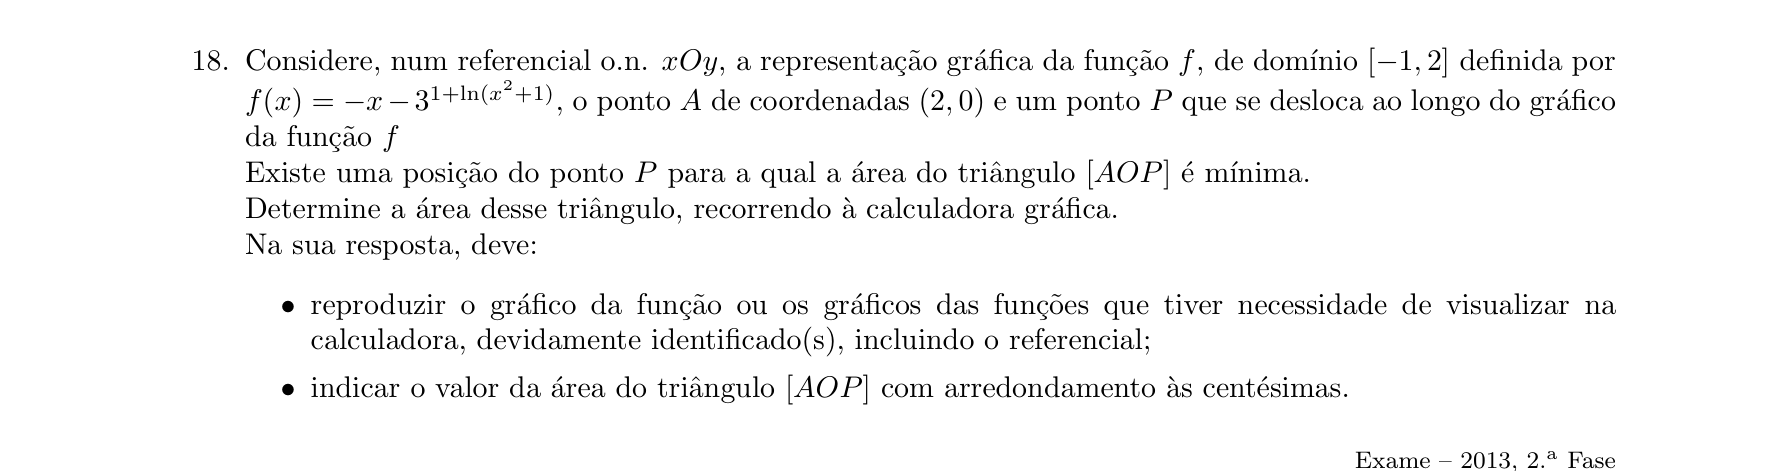 18. Considere, num referencial o.n. xOy, a representação gráfica da função f, de domínio [−1, 2] definida por
f(x) = −x − 3^{1+ln(x²+1)}, o ponto A de coordenadas (2, 0) e um ponto P que se desloca ao longo do gráfico
da função f
Existe uma posição do ponto P para a qual a área do triângulo [AOP] é mínima.
Determine a área desse triângulo, recorrendo à calculadora gráfica.
Na sua resposta, deve:
• reproduzir o gráfico da função ou os gráficos das funções que tiver necessidade de visualizar na
calculadora, devidamente identificado(s), incluindo o referencial;
• indicar o valor da área do triângulo [AOP] com arredondamento às centésimas.
Exame – 2013, 2.ª Fase